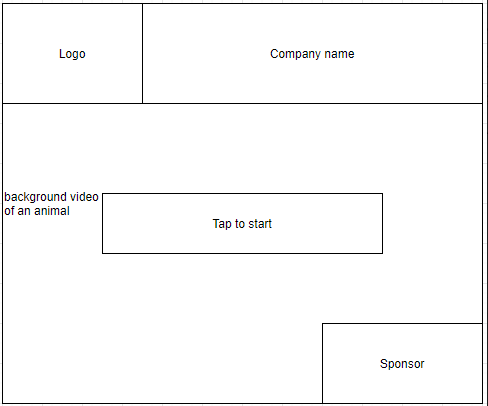 Logo
Company name
background video
of an animal
Tap to start
Sponsor